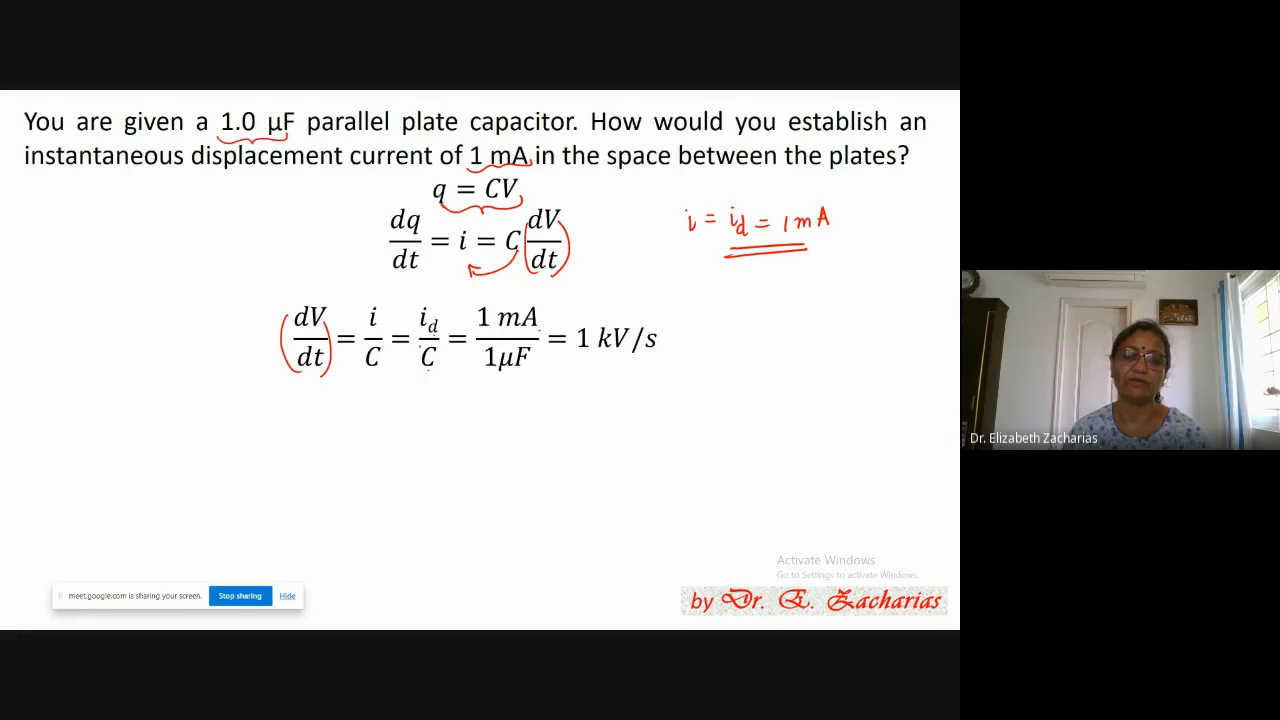 You are given a 1.0 µF parallel plate capacitor. How would you establish an
instantaneous displacement current of 1 mA in the space between the plates?
q = CV
dq/dt = i = C dV/dt
i = i_d = 1 mA
dV/dt = i/C = i_d/C = 1 mA/1µF = 1 kV/s
Dr. Elizabeth Zacharias
Activate Windows
Go to Settings to activate Windows.
meet.google.com is sharing your screen. Stop sharing Hide
by Dr. E. Zacharias